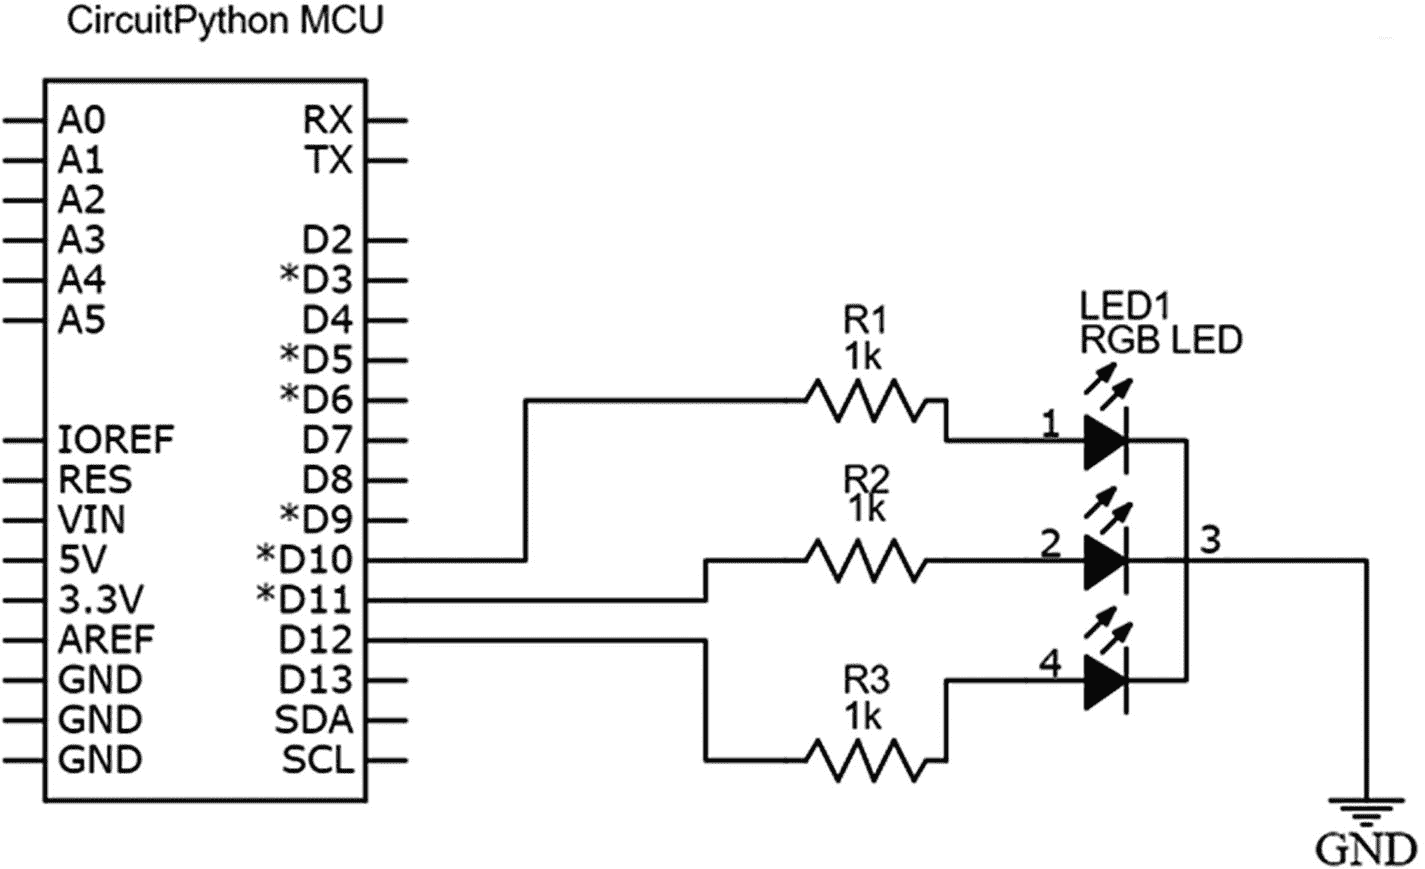 CircuitPython MCU
A0
A1
A2
A3
A4
A5
IOREF
RES
VIN
5V
3.3V
AREF
GND
GND
GND
RX
TX
D2
*D3
D4
*D5
*D6
D7
D8
*D9
*D10
*D11
D12
D13
SDA
SCL
R1
1k
R2
1k
R3
1k
LED1
RGB LED
1
2
3
4
GND